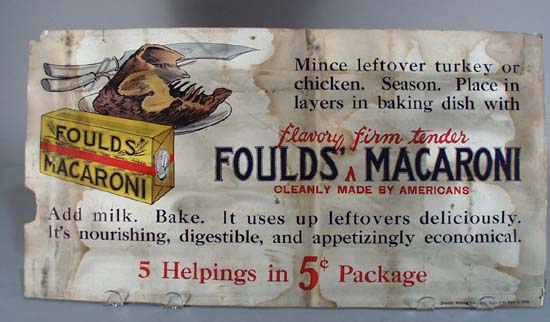 Mince leftover turkey or
chicken. Season. Place in
layers in baking dish with
flavory, firm tender
FOULDS' MACARONI
CLEANLY MADE BY AMERICANS
FOULDS'
MACARONI
Add milk. Bake. It uses up leftovers deliciously.
It's nourishing, digestible, and appetizingly economical.
5 Helpings in 5¢ Package